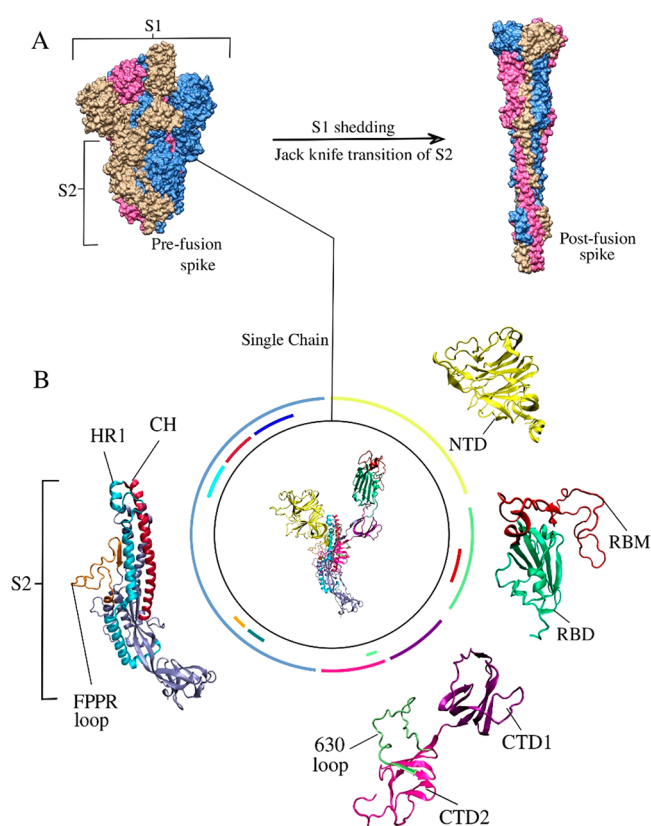 A
S1
S2
Pre-fusion
spike
S1 shedding
Jack knife transition of S2
Post-fusion
spike
Single Chain
B
HR1
CH
S2
FPPR
loop
NTD
RBM
RBD
630
loop
CTD1
CTD2